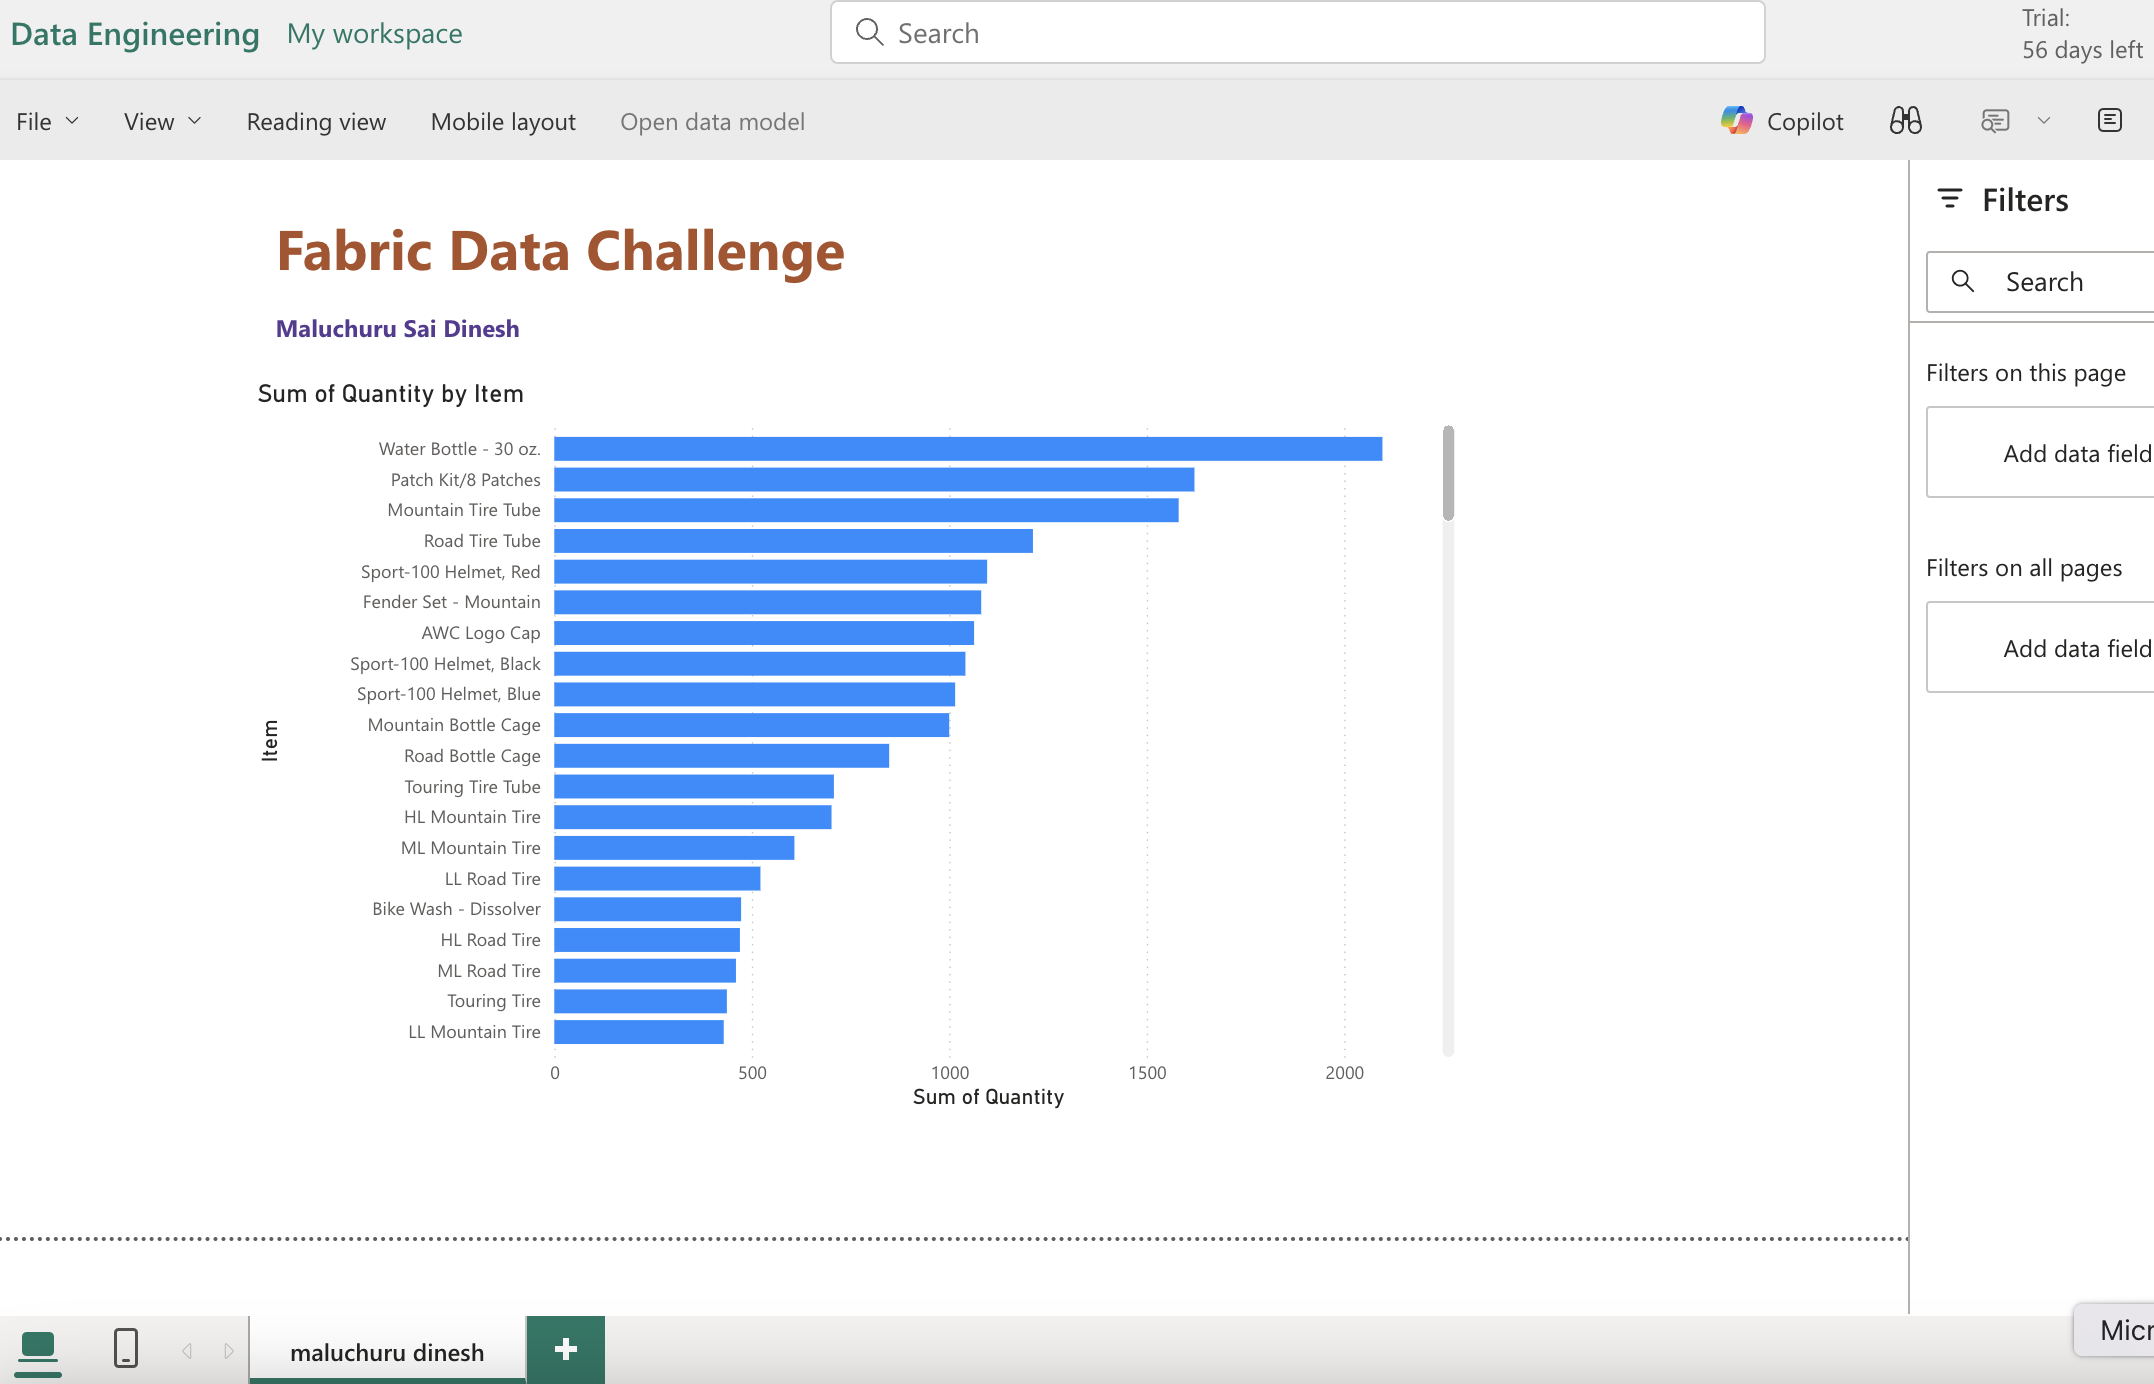 Data Engineering My workspace
Search
Trial:
56 days left
File View Reading view Mobile layout Open data model
Copilot
Fabric Data Challenge
Maluchuru Sai Dinesh
Sum of Quantity by Item
Item
Water Bottle - 30 oz.
Patch Kit/8 Patches
Mountain Tire Tube
Road Tire Tube
Sport-100 Helmet, Red
Fender Set - Mountain
AWC Logo Cap
Sport-100 Helmet, Black
Sport-100 Helmet, Blue
Mountain Bottle Cage
Road Bottle Cage
Touring Tire Tube
HL Mountain Tire
ML Mountain Tire
LL Road Tire
Bike Wash - Dissolver
HL Road Tire
ML Road Tire
Touring Tire
LL Mountain Tire
0 500 1000 1500 2000
Sum of Quantity
Filters
Search
Filters on this page
Add data field
Filters on all pages
Add data field
maluchuru dinesh